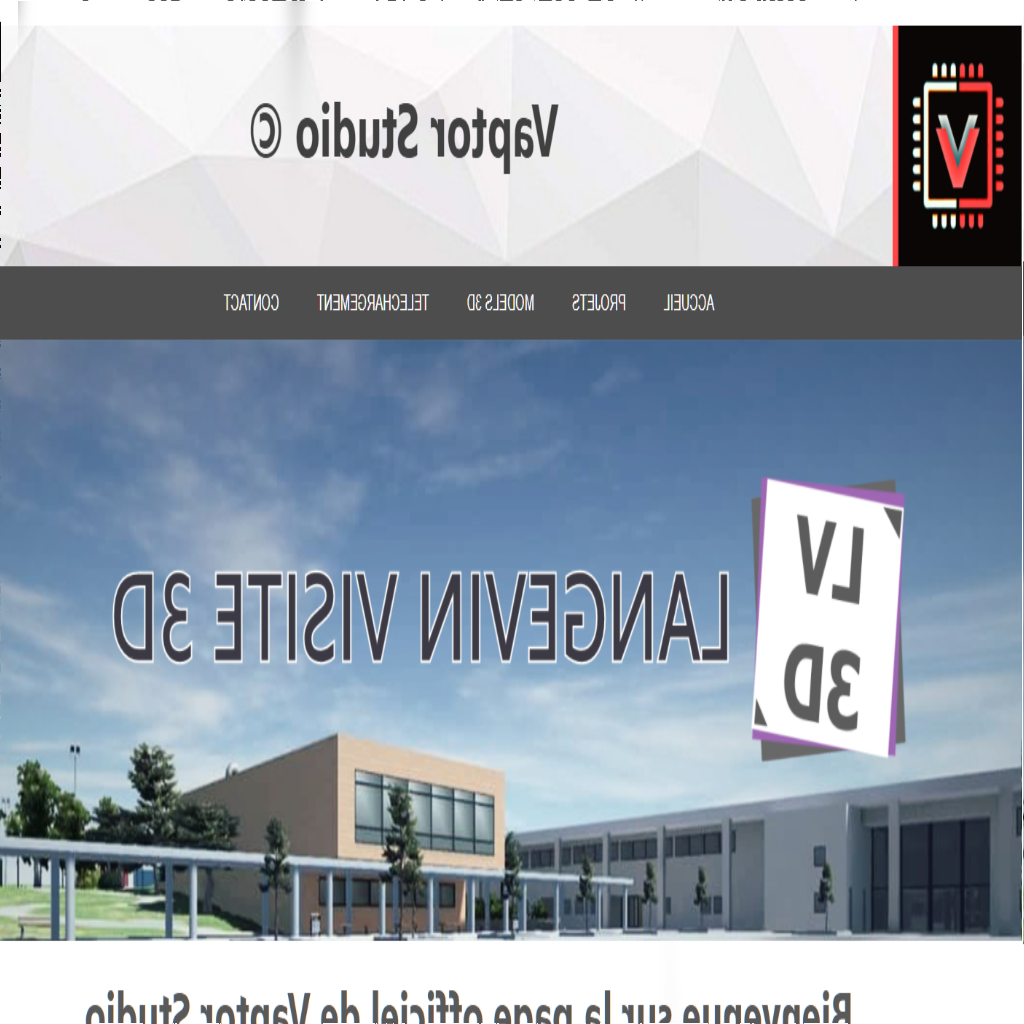 Vaptor Studio ©
V
ACCUEIL PROJETS MODELS 3D TELECHARGEMENT CONTACT
LV
3D
LANGEVIN VISITE 3D
Bienvenue sur la page officiel de Vaptor Studio